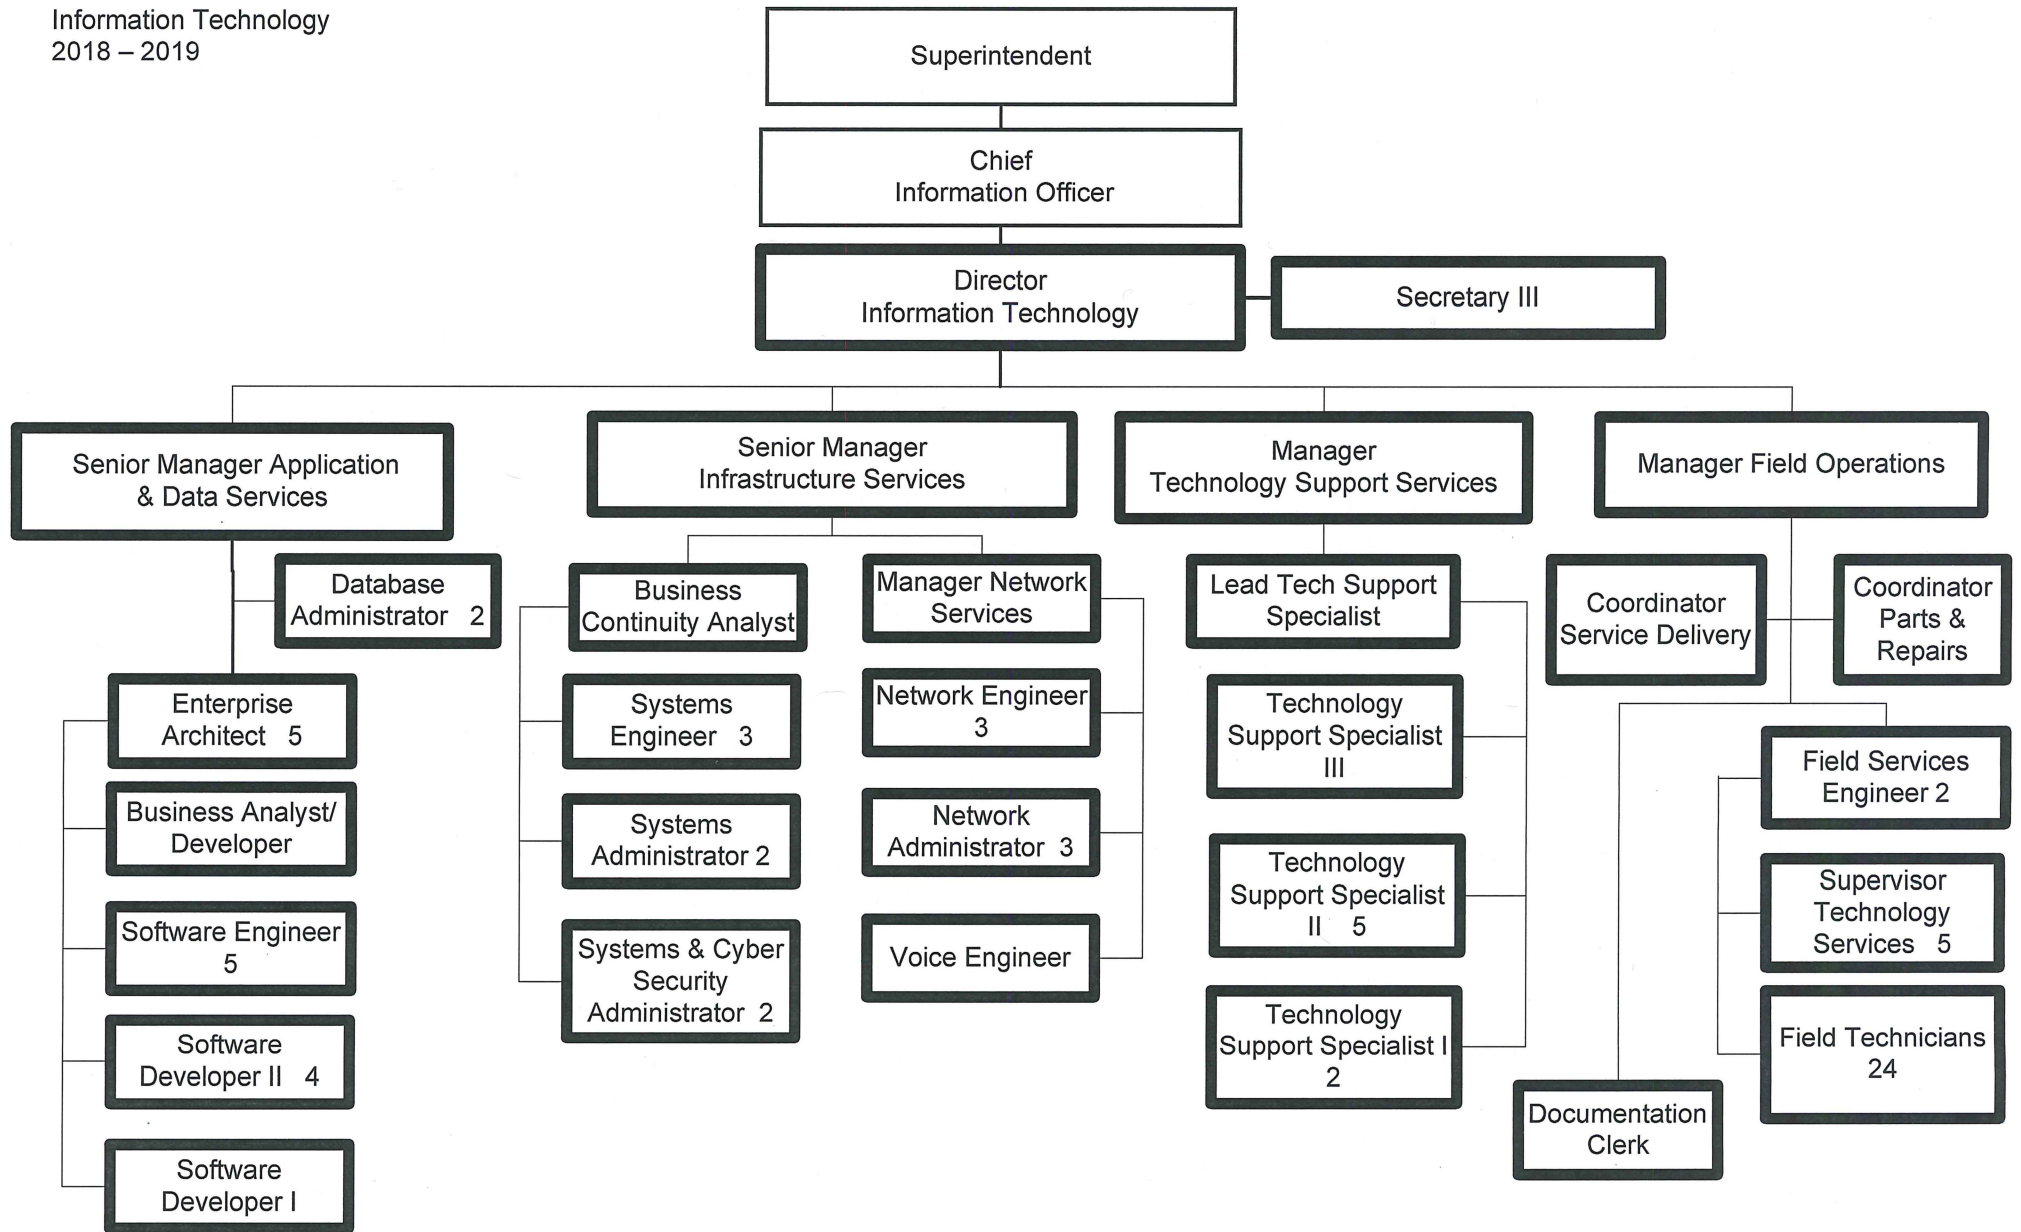 Information Technology
2018 – 2019
Superintendent
Chief
Information Officer
Director
Information Technology
Secretary III
Senior Manager Application
& Data Services
Senior Manager
Infrastructure Services
Manager
Technology Support Services
Manager Field Operations
Database
Administrator 2
Enterprise
Architect 5
Business Analyst/
Developer
Software Engineer
5
Software
Developer II 4
Software
Developer I
Business
Continuity Analyst
Systems
Engineer 3
Systems
Administrator 2
Systems & Cyber
Security
Administrator 2
Manager Network
Services
Network Engineer
3
Network
Administrator 3
Voice Engineer
Lead Tech Support
Specialist
Technology
Support Specialist
III
Technology
Support Specialist
II 5
Technology
Support Specialist I
2
Coordinator
Service Delivery
Coordinator
Parts &
Repairs
Field Services
Engineer 2
Supervisor
Technology
Services 5
Field Technicians
24
Documentation
Clerk